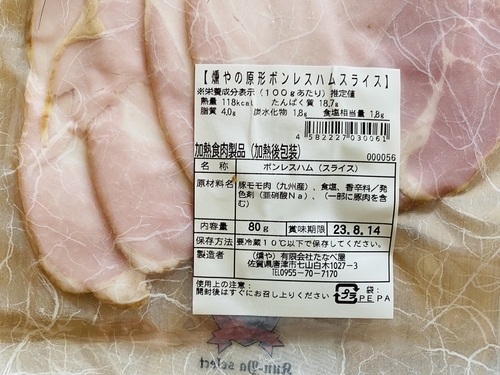 【燻やの原形ボンレスハムスライス】
※栄養成分表示（100gあたり）推定値
熱量 118kcal たんぱく質 18.7g
脂質 4.0g 炭水化物 1.8g 食塩相当量 1.8g
4 582227 030061
加熱食肉製品（加熱後包装） 000056
名称 ボンレスハム（スライス）
原材料名 豚モモ肉（九州産）、食塩、香辛料／発
色剤（亜硝酸Na）、（一部に豚肉を含
む）
内容量 80g 賞味期限 23.8.14
保存方法 要冷蔵10℃以下で保存してください。
製造者 （燻や）有限会社たなべ屋
佐賀県唐津市七山白木1027-3
TEL0955-70-7170
使用上の注意：
開封後はすぐにお召し上りください
プラ 袋：
PE PA
Kun-Ya select